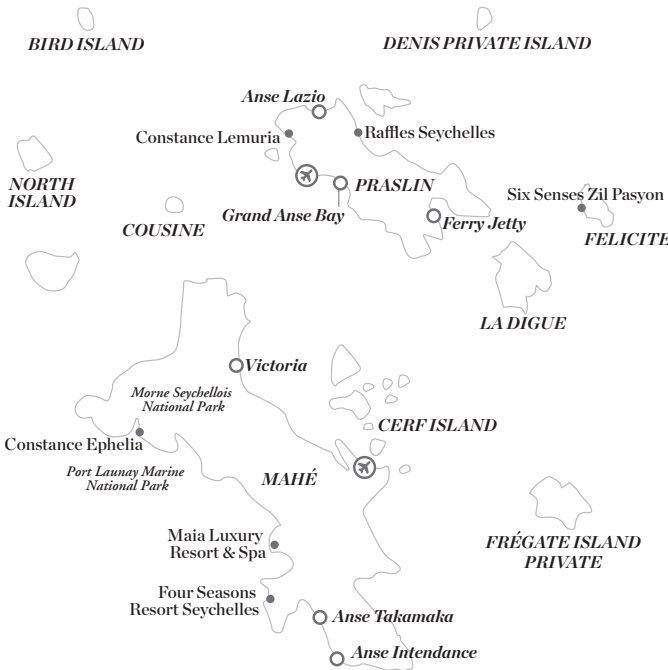 BIRD ISLAND
DENIS PRIVATE ISLAND
Anse Lazio
Constance Lemuria
Raffles Seychelles
NORTH
ISLAND
PRASLIN
Six Senses Zil Pasyon
Grand Anse Bay
Ferry Jetty
COUSINE
FELICITE
LA DIGUE
Victoria
Morne Seychellois
National Park
CERF ISLAND
Constance Ephelia
Port Launay Marine
National Park
MAHÉ
Maia Luxury
Resort & Spa
FRÉGATE ISLAND
PRIVATE
Four Seasons
Resort Seychelles
Anse Takamaka
Anse Intendance